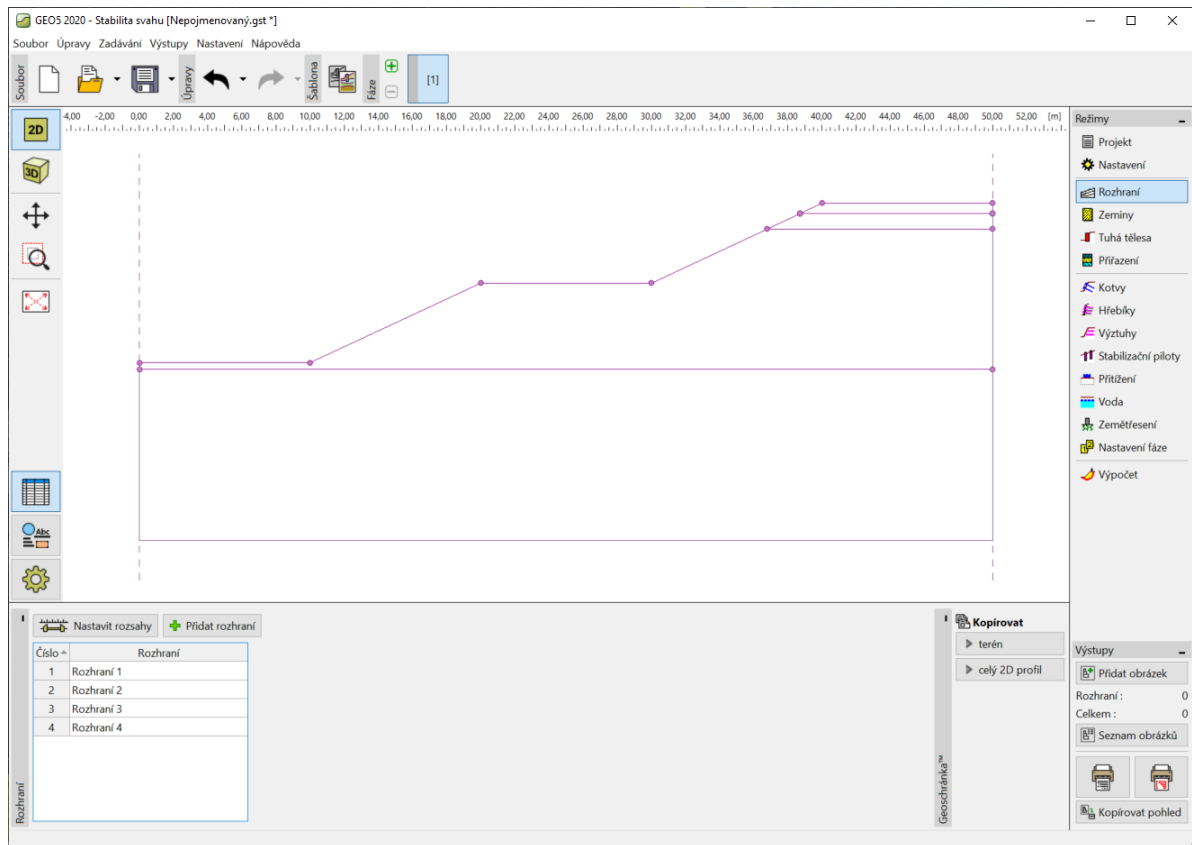 GEO5 2020 - Stabilita svahu [Nepojmenovaný.gst *]
Soubor Úpravy Zadávání Výstupy Nastavení Nápověda
Soubor
Úpravy
Šablona
Fáze
[1]
2D
3D
4,00 -2,00 0,00 2,00 4,00 6,00 8,00 10,00 12,00 14,00 16,00 18,00 20,00 22,00 24,00 26,00 28,00 30,00 32,00 34,00 36,00 38,00 40,00 42,00 44,00 46,00 48,00 50,00 52,00 [m]
Abc
Režimy
Projekt
Nastavení
Rozhraní
Zeminy
Tuhá tělesa
Přiřazení
Kotvy
Hřebíky
Výztuhy
Stabilizační piloty
Přitížení
Voda
Zemětřesení
Nastavení fáze
Výpočet
Rozhraní
Nastavit rozsahy
Přidat rozhraní
Číslo Rozhraní
1 Rozhraní 1
2 Rozhraní 2
3 Rozhraní 3
4 Rozhraní 4
Geoschránka™
Kopírovat
terén
celý 2D profil
Výstupy
Přidat obrázek
Rozhraní : 0
Celkem : 0
Seznam obrázků
Kopírovat pohled